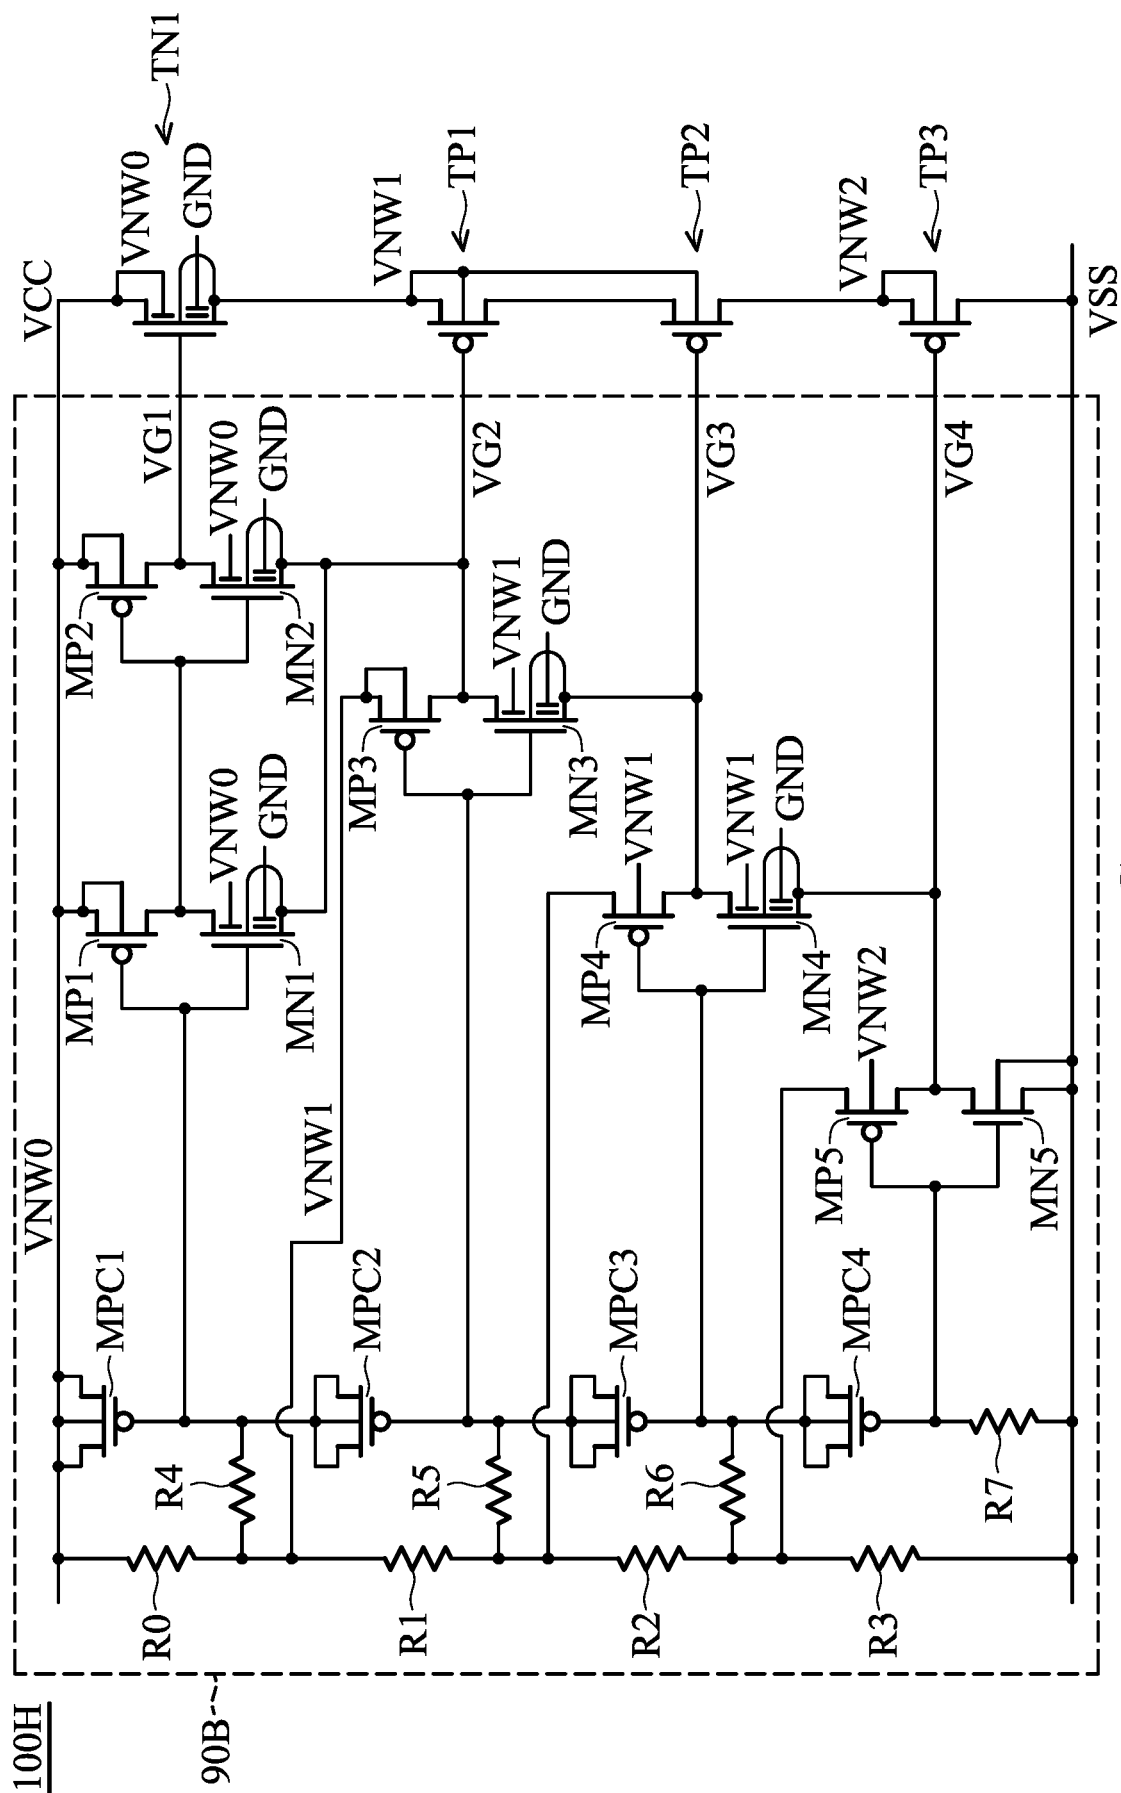 100H
90B
VNW0
VCC
TN1
VNW0
GND
VG1
MP2
VNW0
GND
MN2
MP1
VNW0
GND
MN1
MPC1
R4
R0
VNW1
TP1
VG2
MP3
VNW1
GND
MN3
VNW1
MPC2
R5
R1
TP2
VG3
VNW1
MP4
VNW1
GND
MN4
MPC3
R6
R2
VNW2
TP3
VG4
VNW2
MP5
MN5
MPC4
R7
R3
VSS